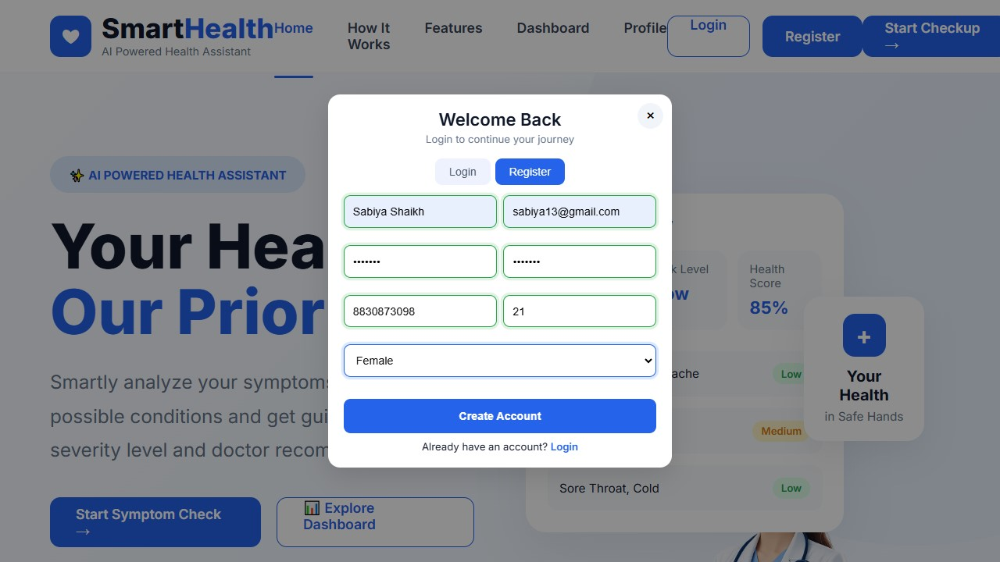 SmartHealth
AI Powered Health Assistant
Home
How It
Works
Features
Dashboard
Profile
Login
Register
Start Checkup
→
Welcome Back
×
Login to continue your journey
Login
Register
Sabiya Shaikh
sabiya13@gmail.com
•••••••
•••••••
8830873098
21
Female
Create Account
Already have an account? Login
✨ AI POWERED HEALTH ASSISTANT
Your Hea
Our Prior
Smartly analyze your symptoms
possible conditions and get gui
severity level and doctor recom
Start Symptom Check
→
📊 Explore
Dashboard
Level
Health
Score
85%
Low
Medium
Sore Throat, Cold
Low
+
Your
Health
in Safe Hands